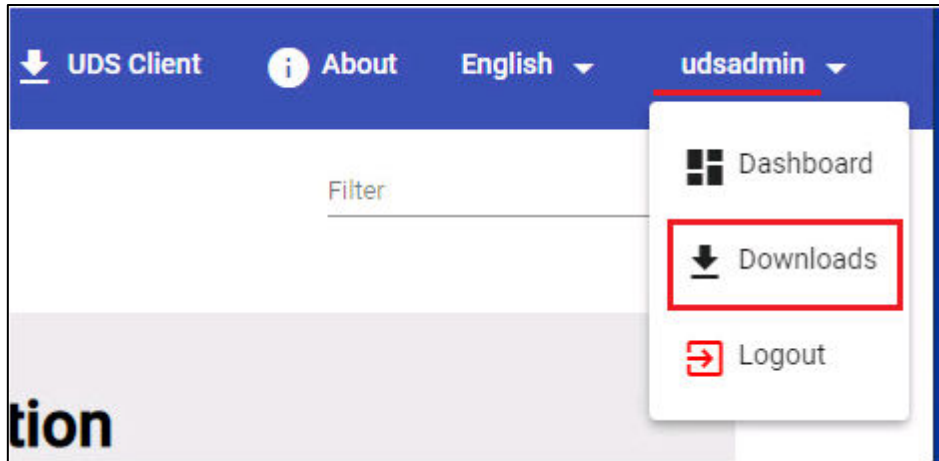 UDS Client About English udsadmin
Filter
Dashboard
Downloads
Logout
tion